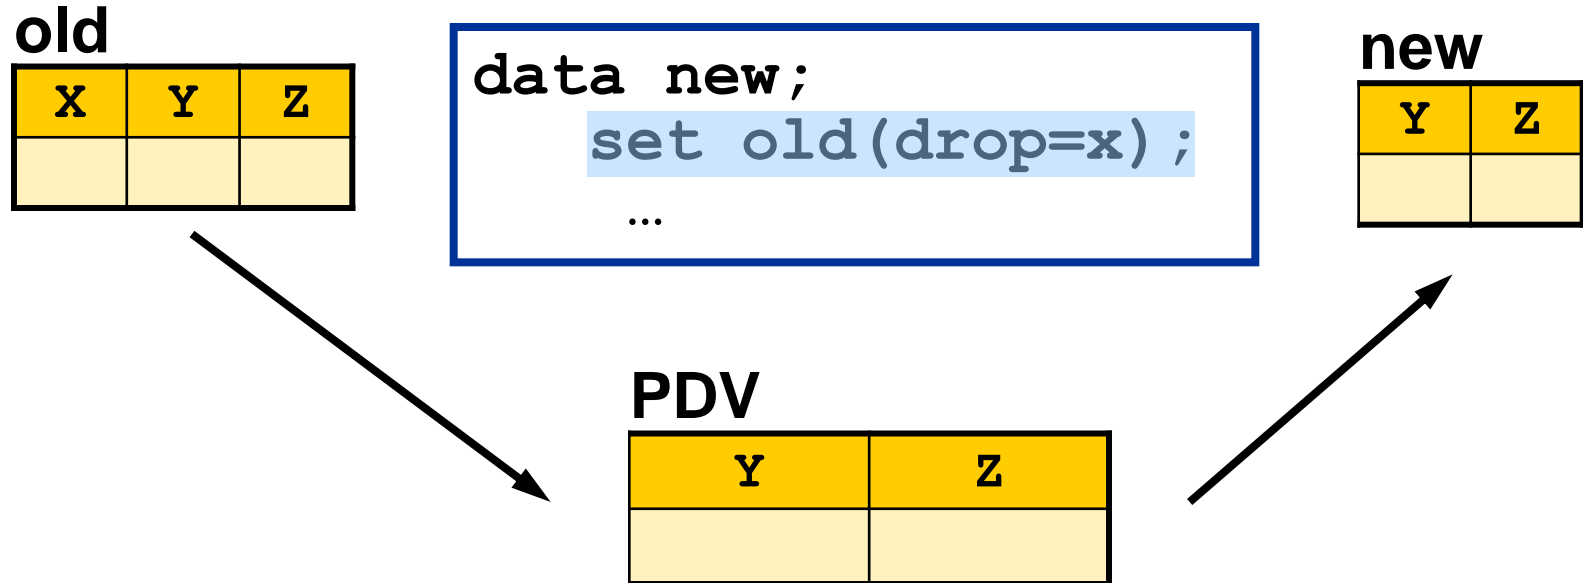 old
X Y Z
data new;
set old(drop=x);
…
new
Y Z
PDV
Y Z